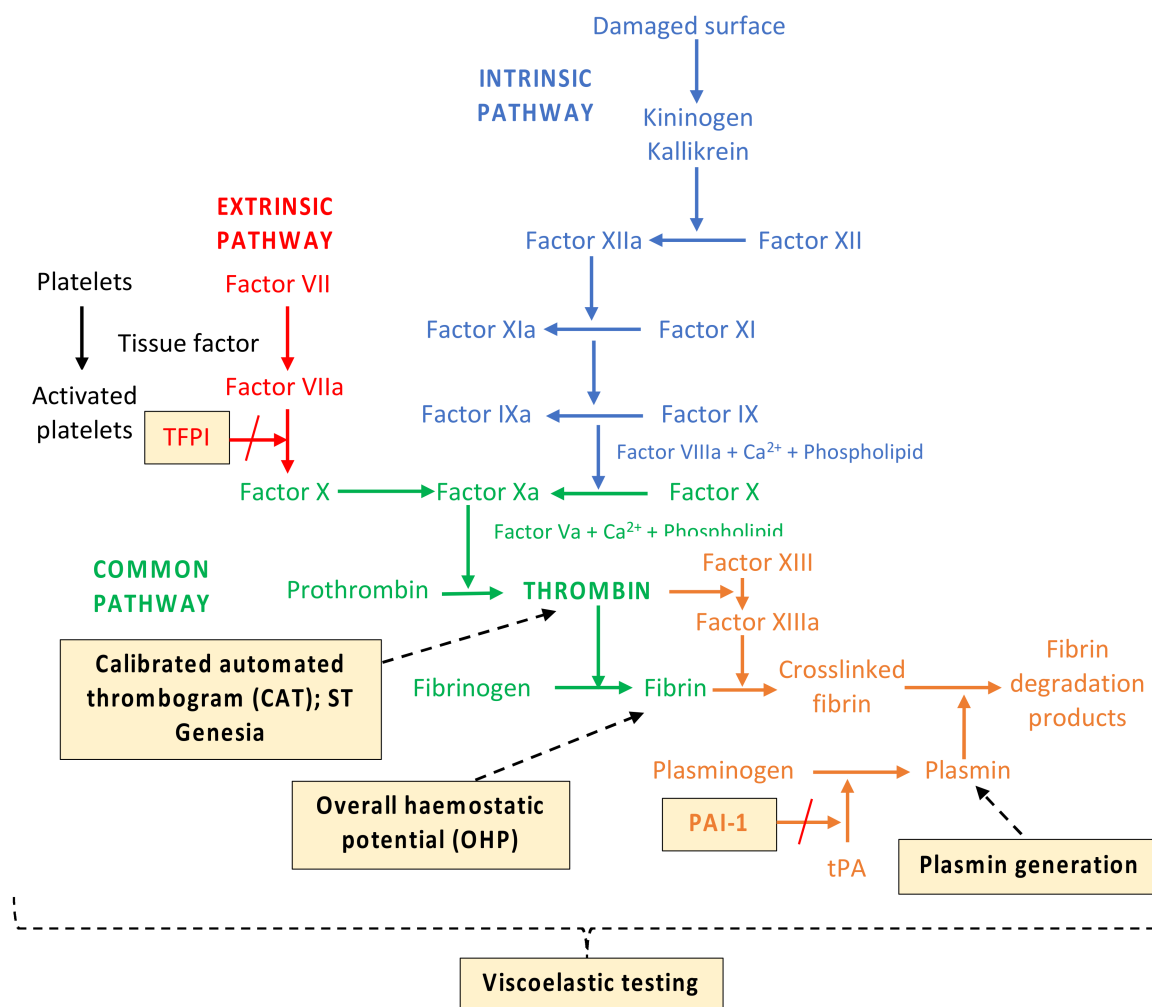 Damaged surface
INTRINSIC
PATHWAY
Kininogen
Kallikrein
EXTRINSIC
PATHWAY
Factor XIIa
Factor XII
Platelets
Factor VII
Tissue factor
Factor XIa
Factor XI
Activated
platelets
Factor VIIa
TFPI
Factor IXa
Factor IX
Factor VIIIa + Ca²⁺ + Phospholipid
Factor X
Factor Xa
Factor X
Factor Va + Ca²⁺ + Phospholipid
COMMON
PATHWAY
Prothrombin
THROMBIN
Factor XIII
Factor XIIIa
Calibrated automated
thrombogram (CAT); ST
Genesia
Fibrinogen
Fibrin
Crosslinked
fibrin
Fibrin
degradation
products
Overall haemostatic
potential (OHP)
Plasminogen
Plasmin
PAI-1
tPA
Plasmin generation
Viscoelastic testing